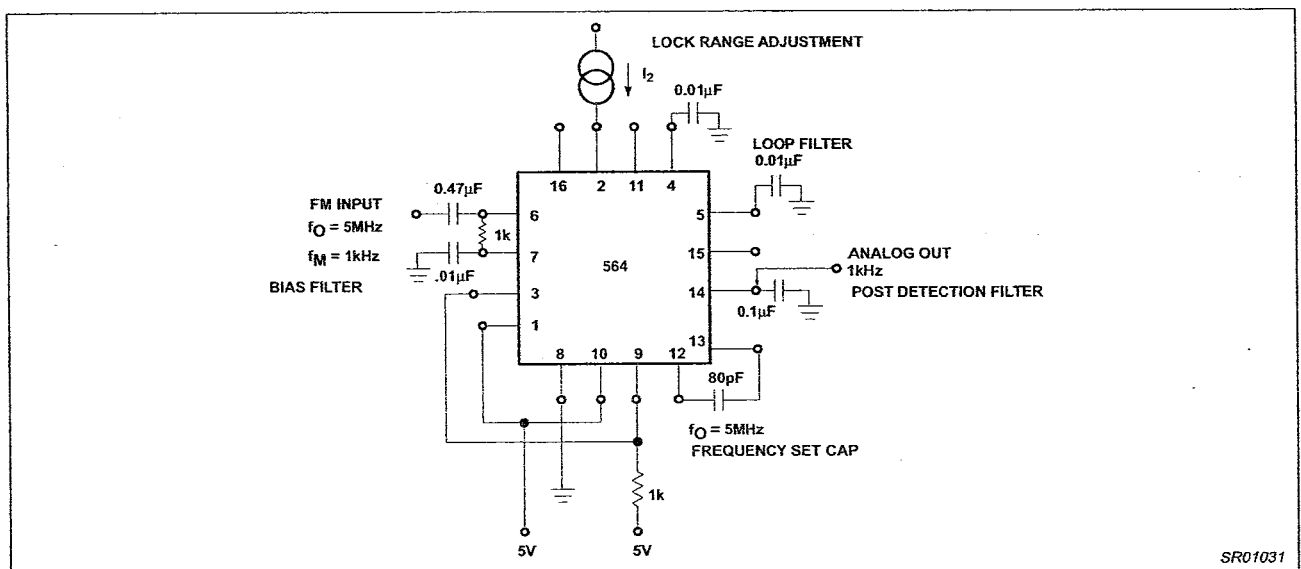 LOCK RANGE ADJUSTMENT
I2
0.01µF
LOOP FILTER
0.01µF
16 2 11 4
0.47µF
FM INPUT
fO = 5MHz
fM = 1kHz
BIAS FILTER
.01µF
1k
6
7
3
1
564
5
15
14
13
ANALOG OUT
1kHz
POST DETECTION FILTER
0.1µF
8 10 9 12
80pF
fO = 5MHz
FREQUENCY SET CAP
1k
5V 5V
SR01031